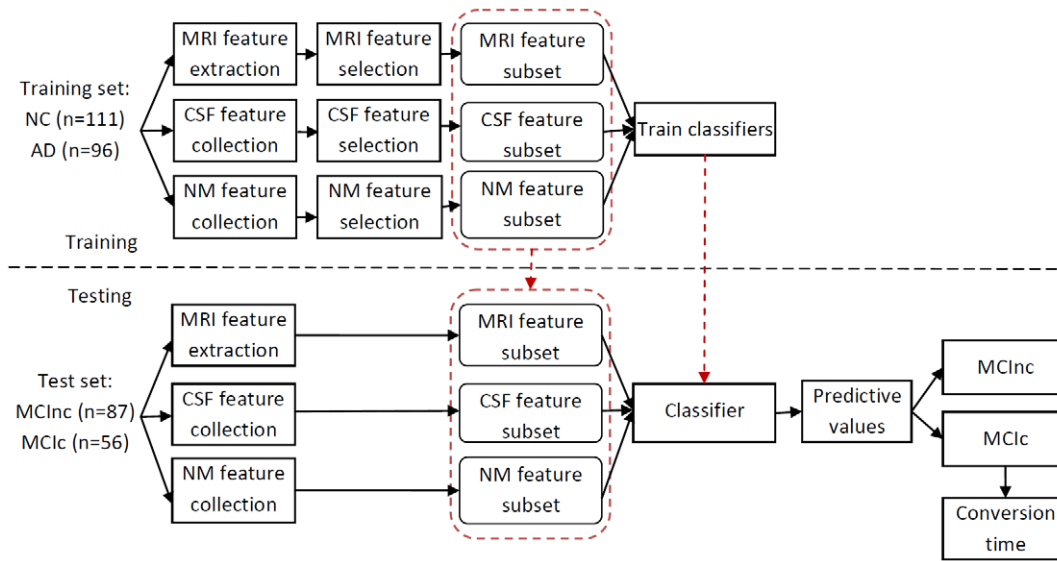 Training set:
NC (n=111)
AD (n=96)
MRI feature
extraction
MRI feature
selection
MRI feature
subset
CSF feature
collection
CSF feature
selection
CSF feature
subset
NM feature
collection
NM feature
selection
NM feature
subset
Train classifiers
Training
Testing
Test set:
MCInc (n=87)
MCIc (n=56)
MRI feature
extraction
MRI feature
subset
CSF feature
collection
CSF feature
subset
NM feature
collection
NM feature
subset
Classifier
Predictive
values
MCInc
MCIc
Conversion
time